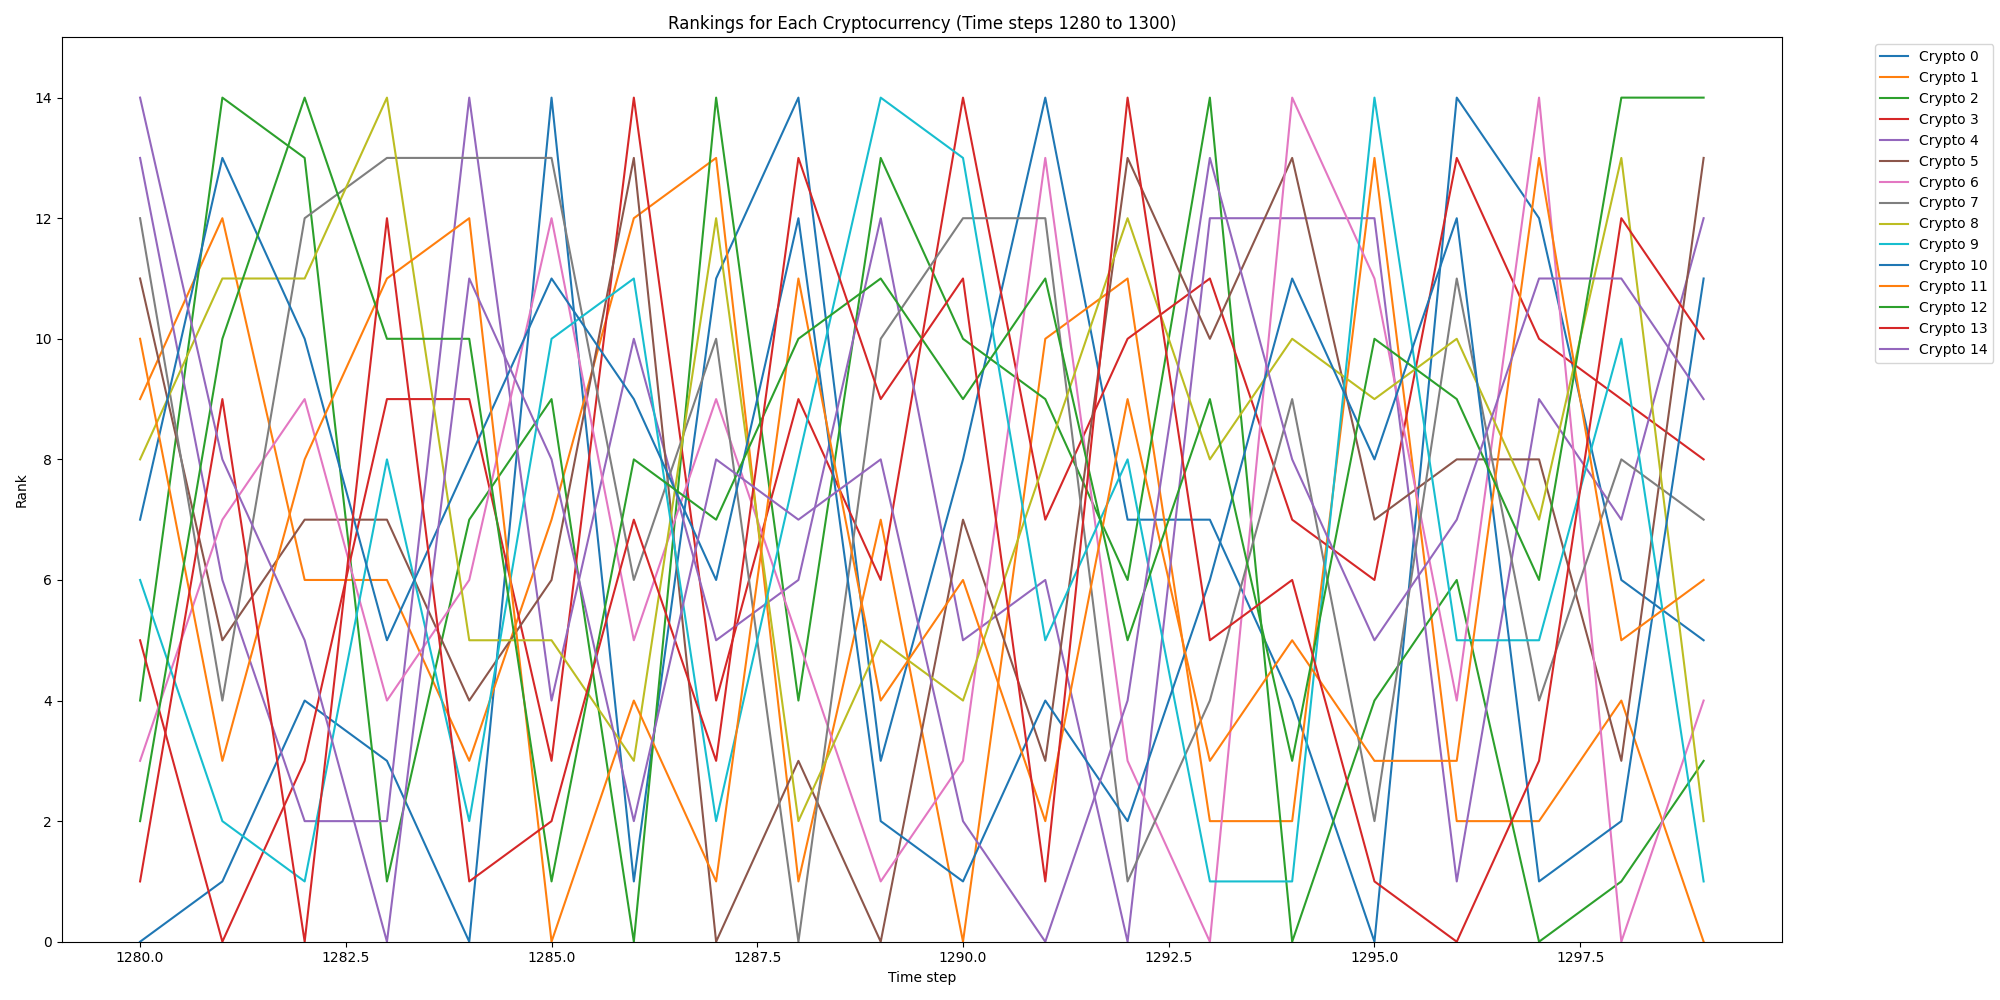 Rankings for Each Cryptocurrency (Time steps 1280 to 1300)
Rank
14
12
10
8
6
4
2
0
1280.0 1282.5 1285.0 1287.5 1290.0 1292.5 1295.0 1297.5
Time step
Crypto 0
Crypto 1
Crypto 2
Crypto 3
Crypto 4
Crypto 5
Crypto 6
Crypto 7
Crypto 8
Crypto 9
Crypto 10
Crypto 11
Crypto 12
Crypto 13
Crypto 14